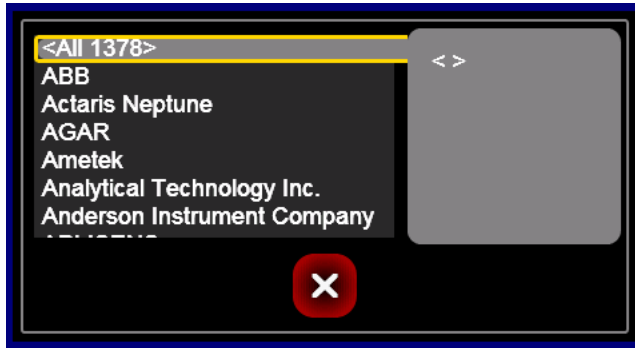 <All 1378>
< >
ABB
Actaris Neptune
AGAR
Ametek
Analytical Technology Inc.
Anderson Instrument Company